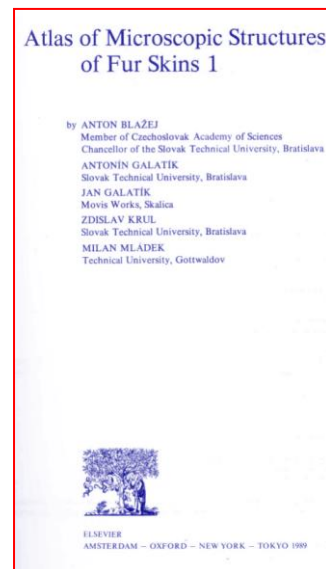 Atlas of Microscopic Structures
of Fur Skins 1
by ANTON BLAŽEJ
Member of Czechoslovak Academy of Sciences
Chancellor of the Slovak Technical University, Bratislava
ANTONÍN GALATÍK
Slovak Technical University, Bratislava
JAN GALATÍK
Movis Works, Skalica
ZDISLAV KRUL
Slovak Technical University, Bratislava
MILAN MLÁDEK
Technical University, Gottwaldov
ELSEVIER
AMSTERDAM – OXFORD – NEW YORK – TOKYO 1989